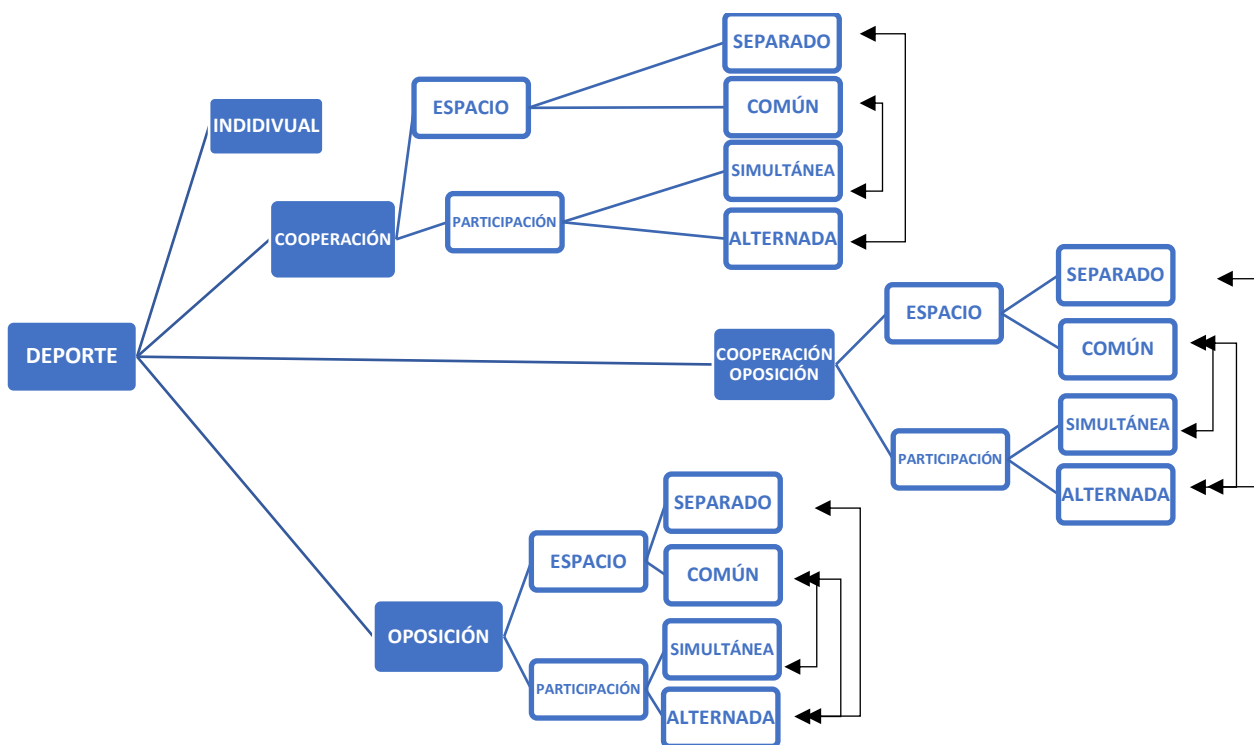 DEPORTE
INDIDIVUAL
COOPERACIÓN
ESPACIO
SEPARADO
COMÚN
PARTICIPACIÓN
SIMULTÁNEA
ALTERNADA
COOPERACIÓN
OPOSICIÓN
ESPACIO
SEPARADO
COMÚN
PARTICIPACIÓN
SIMULTÁNEA
ALTERNADA
OPOSICIÓN
ESPACIO
SEPARADO
COMÚN
PARTICIPACIÓN
SIMULTÁNEA
ALTERNADA